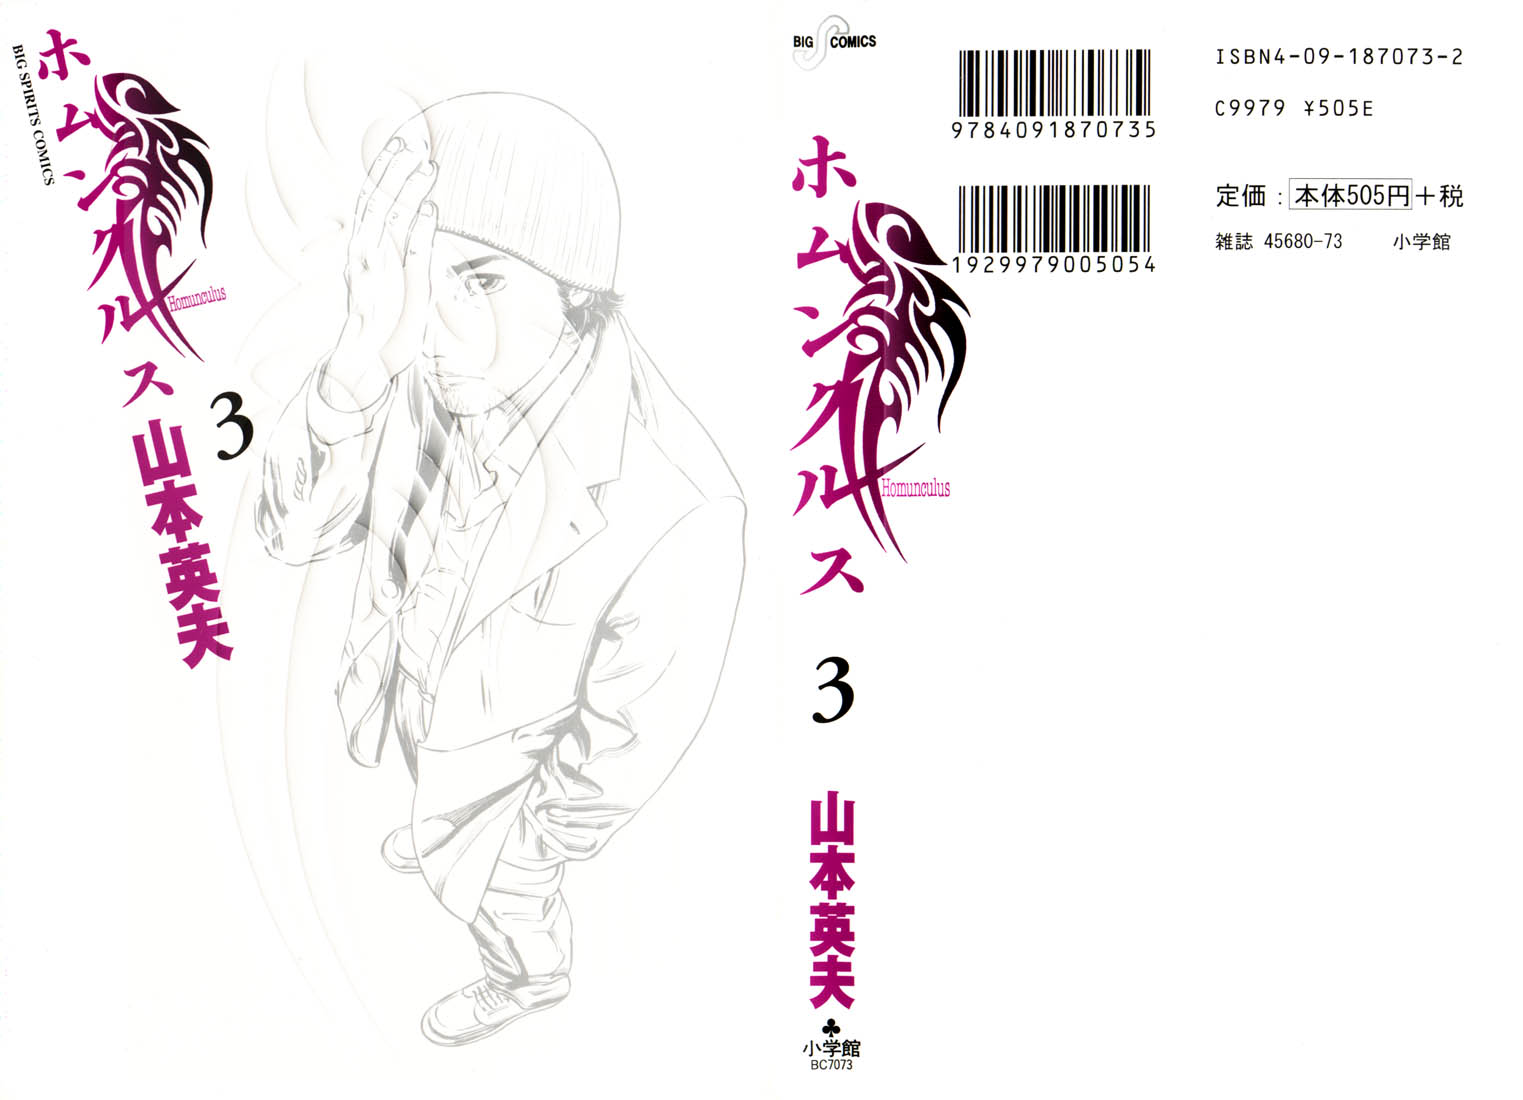 BIG SPIRITS COMICS
ホムンクルス
Homunculus
3
山本英夫
BIG COMICS
ホムンクルス
Homunculus
3
山本英夫
小学館
BC7073
9784091870735
1929979005054
ISBN4-09-187073-2
C9979 ¥505E
定価：本体505円＋税
雑誌 45680-73 小学館